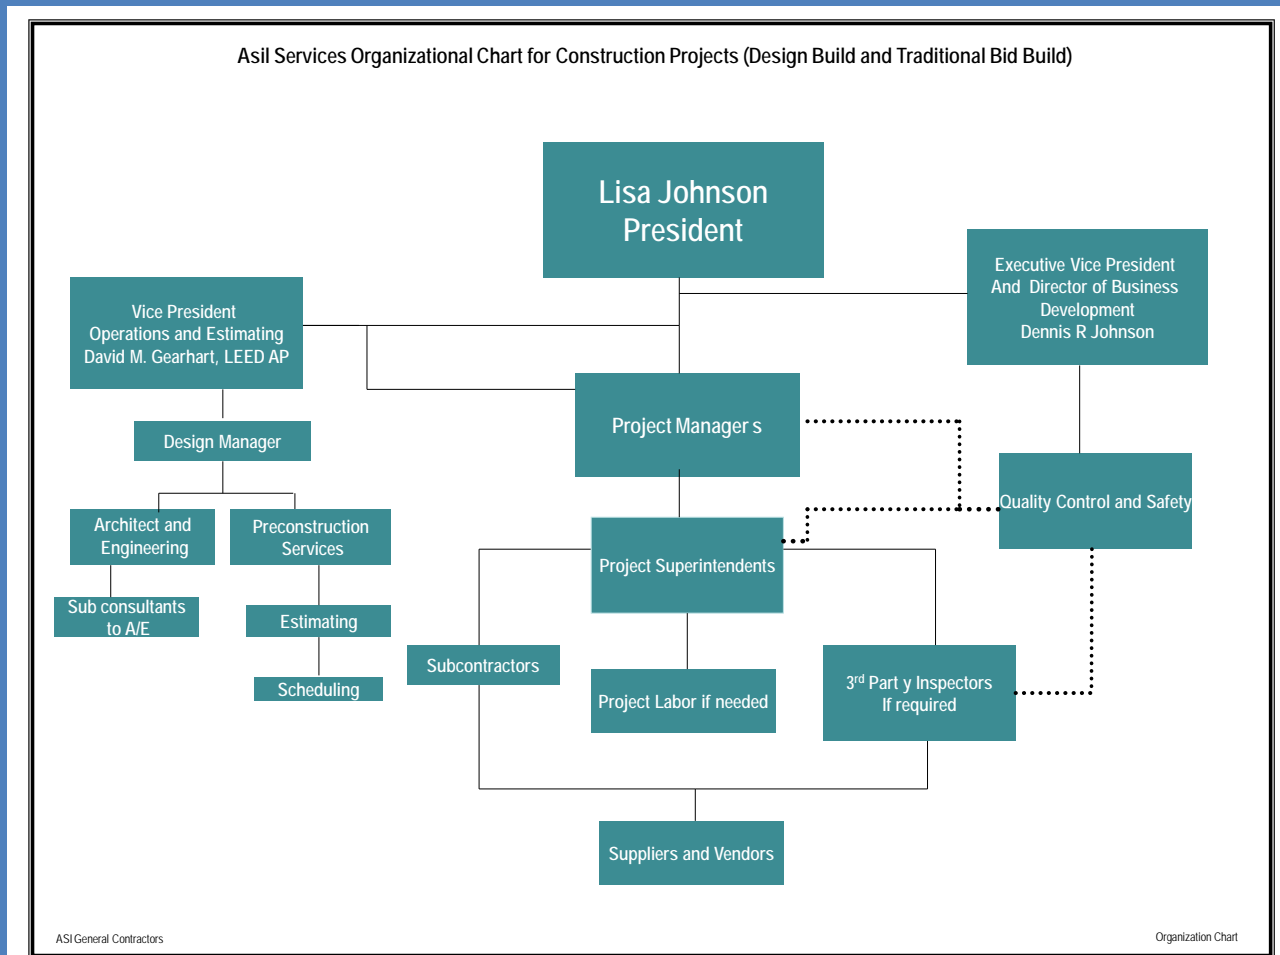 Asil Services Organizational Chart for Construction Projects (Design Build and Traditional Bid Build)
Lisa Johnson
President
Executive Vice President
And Director of Business
Development
Dennis R Johnson
Vice President
Operations and Estimating
David M. Gearhart, LEED AP
Project Manager s
Design Manager
Quality Control and Safety
Architect and
Engineering
Preconstruction
Services
Project Superintendents
Sub consultants
to A/E
Estimating
Subcontractors
Scheduling
Project Labor if needed
3rd Part y Inspectors
If required
Suppliers and Vendors
ASI General Contractors
Organization Chart